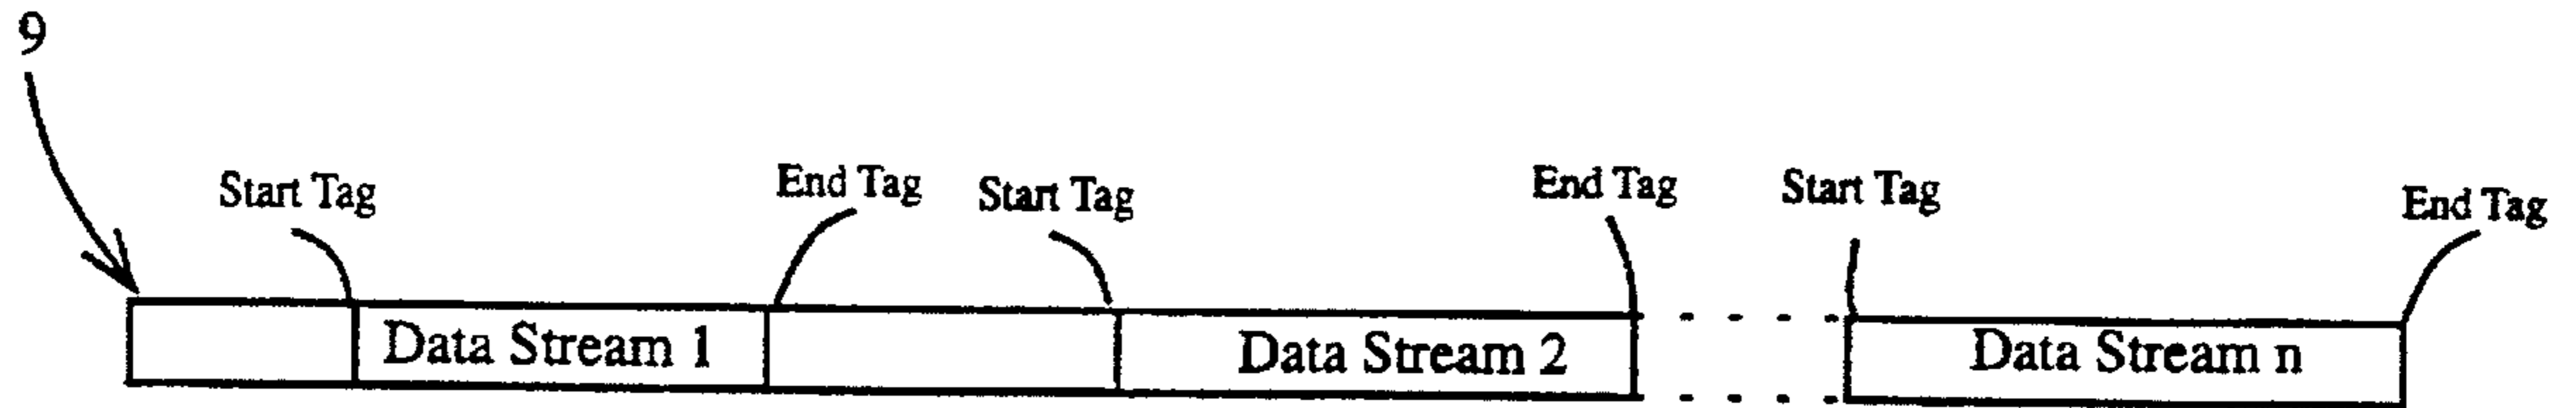 9
Start Tag
End Tag
Start Tag
End Tag
Start Tag
End Tag
Data Stream 1
Data Stream 2
Data Stream n